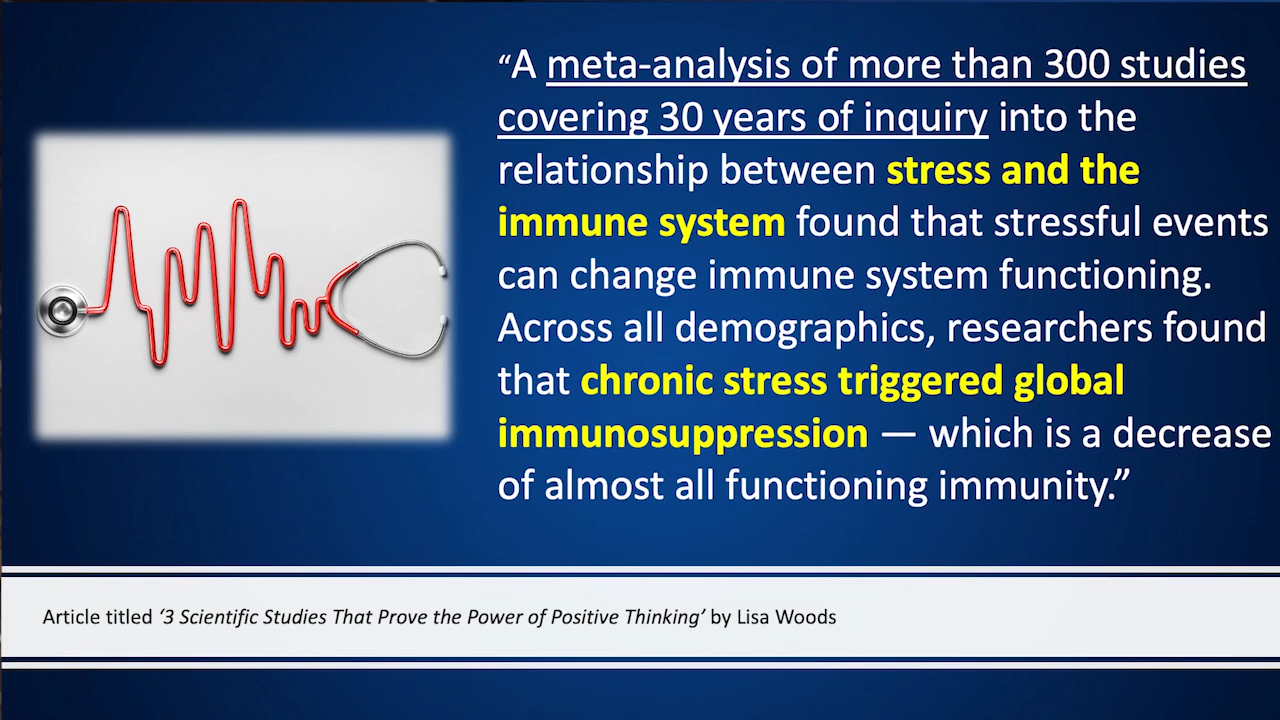 “A meta-analysis of more than 300 studies
covering 30 years of inquiry into the
relationship between stress and the
immune system found that stressful events
can change immune system functioning.
Across all demographics, researchers found
that chronic stress triggered global
immunosuppression — which is a decrease
of almost all functioning immunity.”
Article titled ‘3 Scientific Studies That Prove the Power of Positive Thinking’ by Lisa Woods